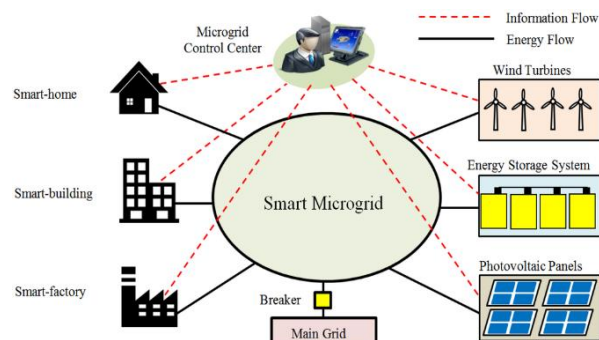 Microgrid
Control Center
Information Flow
Energy Flow
Smart-home
Wind Turbines
Smart-building
Energy Storage System
Smart Microgrid
Smart-factory
Photovoltaic Panels
Breaker
Main Grid